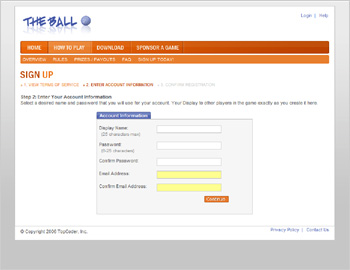 THE BALL
Login | Help
HOME HOW TO PLAY DOWNLOAD SPONSOR A GAME
OVERVIEW RULES PRIZES / PAYOUTS FAQ SIGN UP TODAY!
SIGN UP
1. VIEW TERMS OF SERVICE 2. ENTER ACCOUNT INFORMATION 3. CONFIRM REGISTRATION
Step 2: Enter Your Account Information
Select a desired name and password that you will use for your account. Your Display to other players in the game exactly as you create it here.
Account Information
Display Name:
(25 characters max)
Password:
characters)
Confirm Password:
Email Address:
Confirm Email Address:
Continue
© Copyright TopCoder, Inc.
Privacy Policy | Contact Us